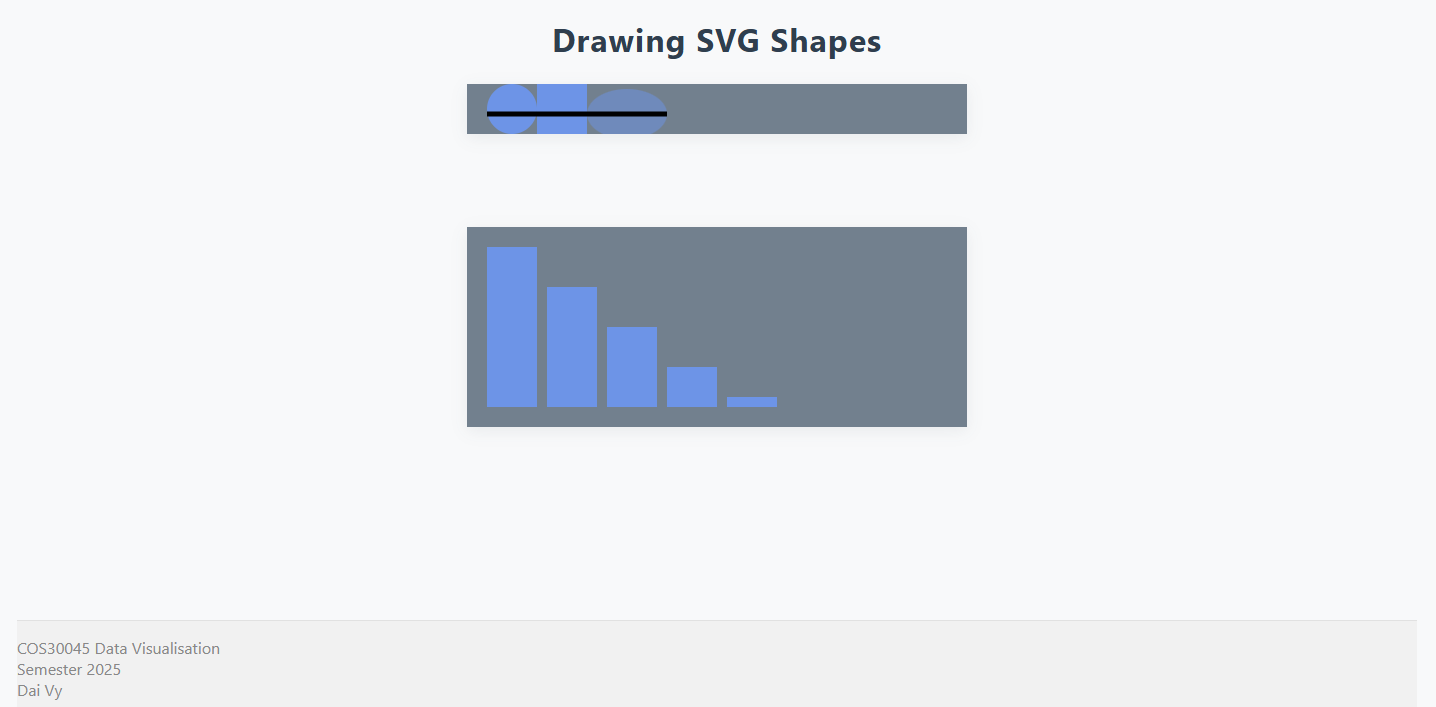 Drawing SVG Shapes
COS30045 Data Visualisation
Semester 2025
Dai Vy